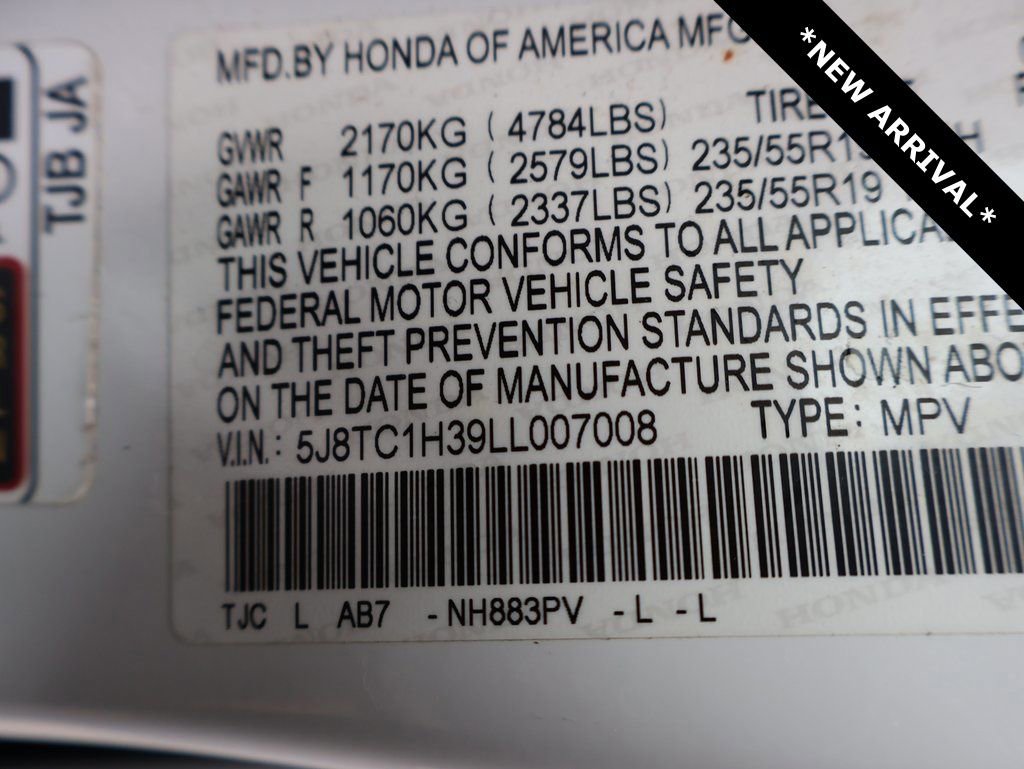 *NEW ARRIVAL*
TJB JA
MFD.BY HONDA OF AMERICA
GVWR 2170KG ( 4784LBS)
GAWR F 1170KG ( 2579LBS) 235/55R19
GAWR R 1060KG ( 2337LBS) 235/55R19
THIS VEHICLE CONFORMS TO ALL
FEDERAL MOTOR VEHICLE SAFETY
AND THEFT PREVENTION STANDARDS IN
ON THE DATE OF MANUFACTURE SHOWN
V.I.N.: 5J8TC1H39LL007008 TYPE: MPV
TJC L AB7 -NH883PV -L -L